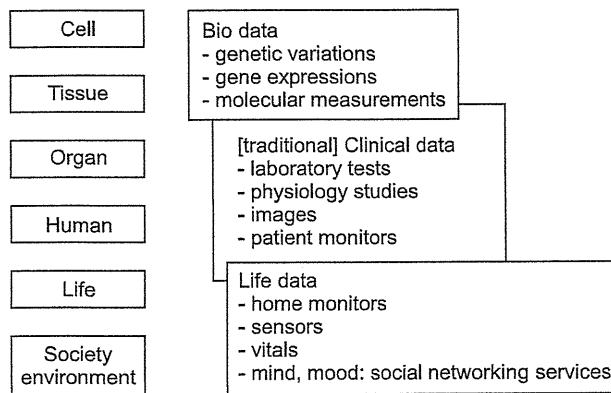 Cell
Tissue
Organ
Human
Life
Society
environment
Bio data
- genetic variations
- gene expressions
- molecular measurements
[traditional] Clinical data
- laboratory tests
- physiology studies
- images
- patient monitors
Life data
- home monitors
- sensors
- vitals
- mind, mood: social networking services